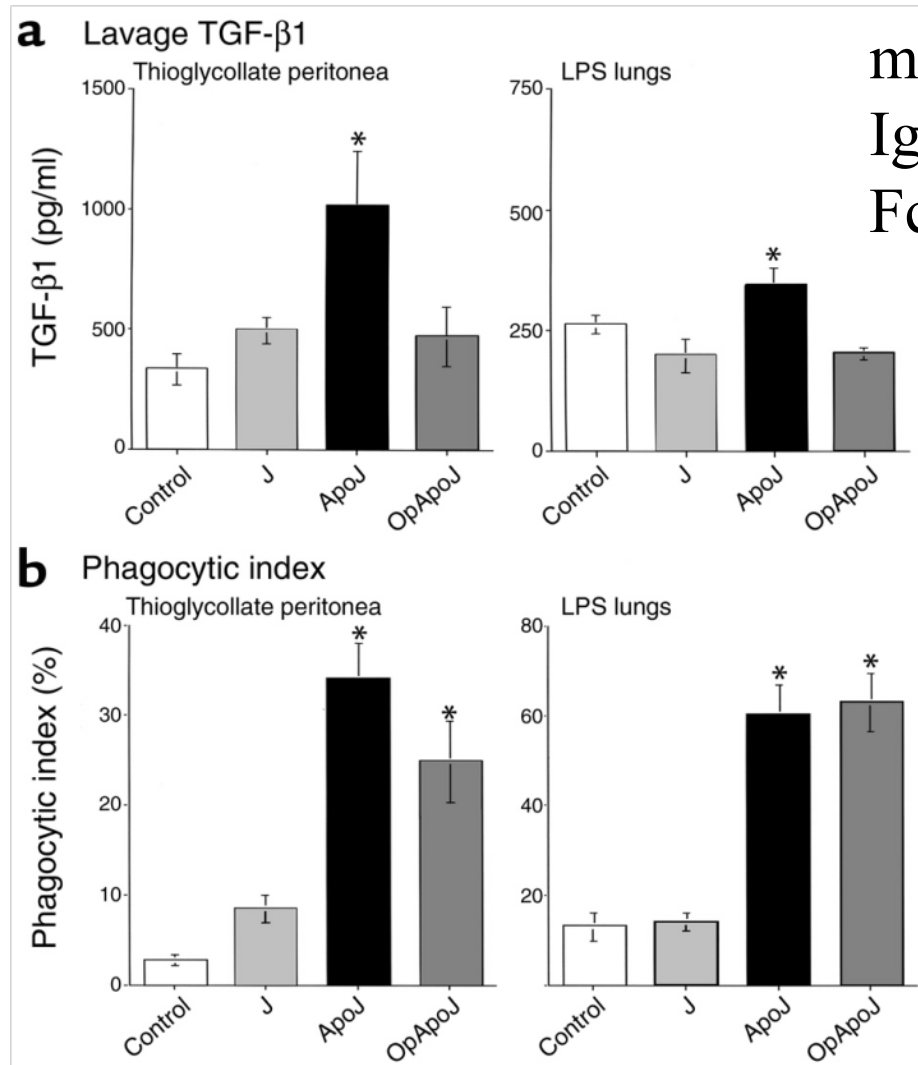 a Lavage TGF-β1
Thioglycollate peritonea
LPS lungs
m
Ig
Fc
TGF-β1 (pg/ml)
1500
1000
500
0
*
Control
J
ApoJ
OpApoJ
750
500
250
0
*
Control
J
ApoJ
OpApoJ
b Phagocytic index
Thioglycollate peritonea
LPS lungs
Phagocytic index (%)
40
30
20
10
0
*
*
Control
J
ApoJ
OpApoJ
80
60
40
20
*
*
Control
J
ApoJ
OpApoJ